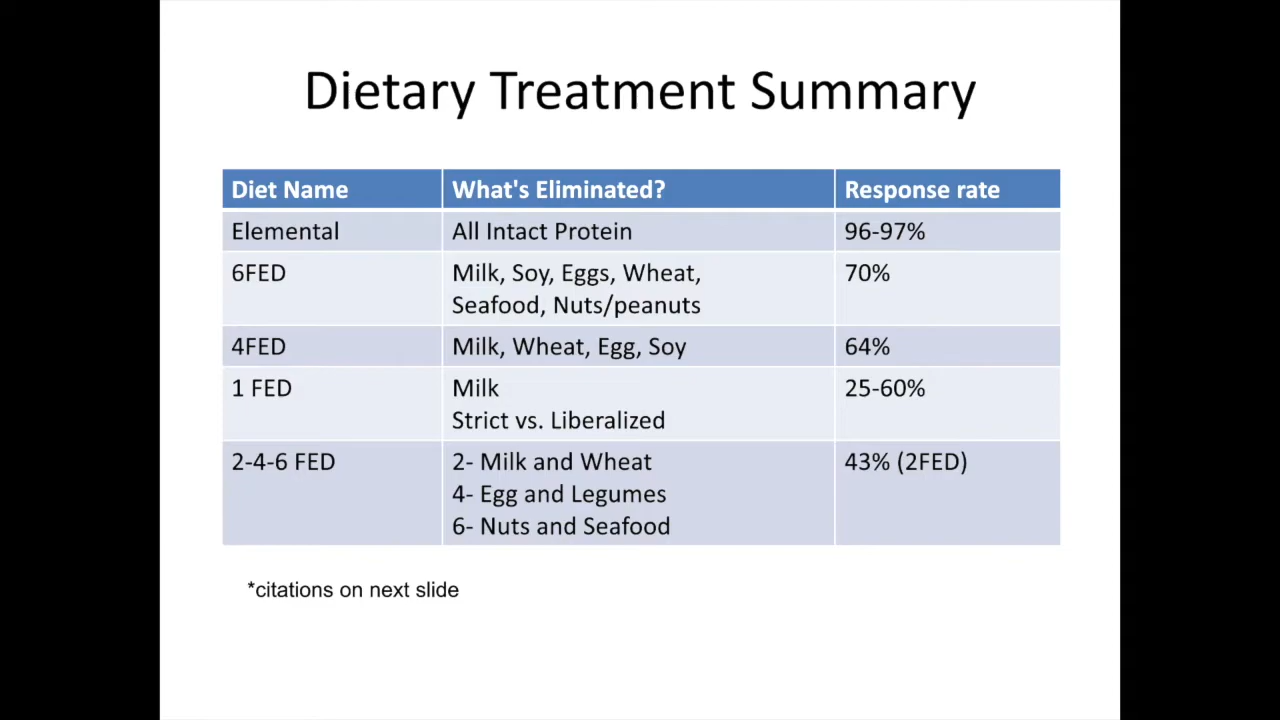 Dietary Treatment Summary
Diet Name What's Eliminated? Response rate
Elemental All Intact Protein 96-97%
6FED Milk, Soy, Eggs, Wheat, 70%
Seafood, Nuts/peanuts
4FED Milk, Wheat, Egg, Soy 64%
1 FED Milk 25-60%
Strict vs. Liberalized
2-4-6 FED 2- Milk and Wheat 43% (2FED)
4- Egg and Legumes
6- Nuts and Seafood
*citations on next slide